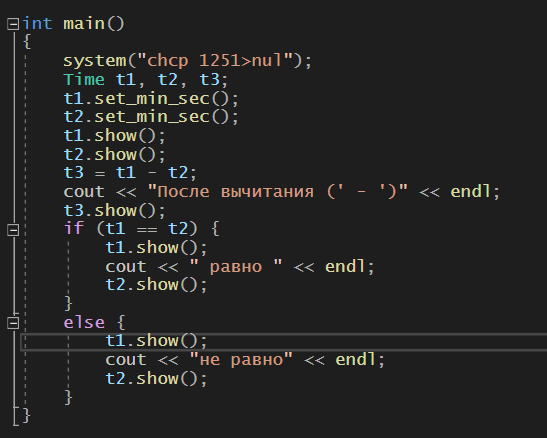 int main()
{
    system("chcp 1251>nul");
    Time t1, t2, t3;
    t1.set_min_sec();
    t2.set_min_sec();
    t1.show();
    t2.show();
    t3 = t1 - t2;
    cout << "После вычитания (' - ')" << endl;
    t3.show();
    if (t1 == t2) {
        t1.show();
        cout << " равно " << endl;
        t2.show();
    }
    else {
        t1.show();
        cout << "не равно" << endl;
        t2.show();
    }
}